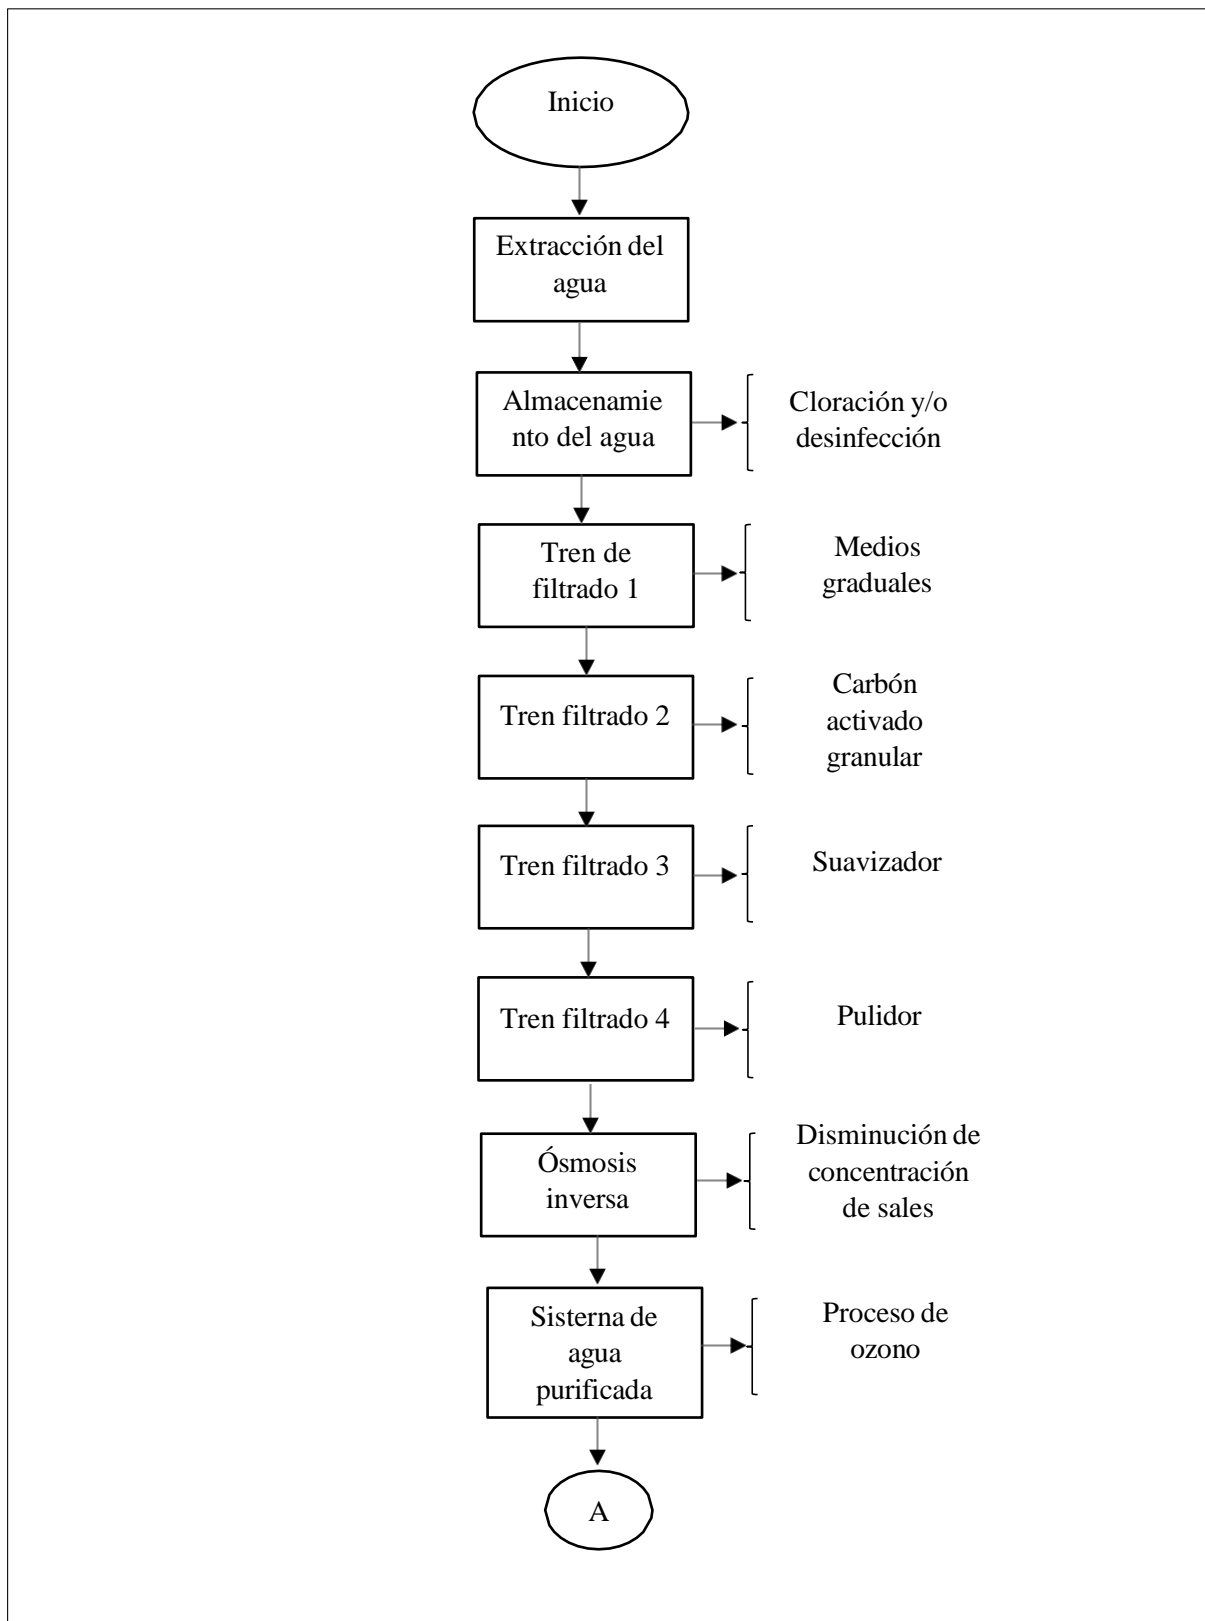 Inicio
Extracción del
agua
Almacenamie
nto del agua
Cloración y/o
desinfección
Tren de
filtrado 1
Medios
graduales
Tren filtrado 2
Carbón
activado
granular
Tren filtrado 3
Suavizador
Tren filtrado 4
Pulidor
Ósmosis
inversa
Disminución de
concentración
de sales
Sisterna de
agua
purificada
Proceso de
ozono
A